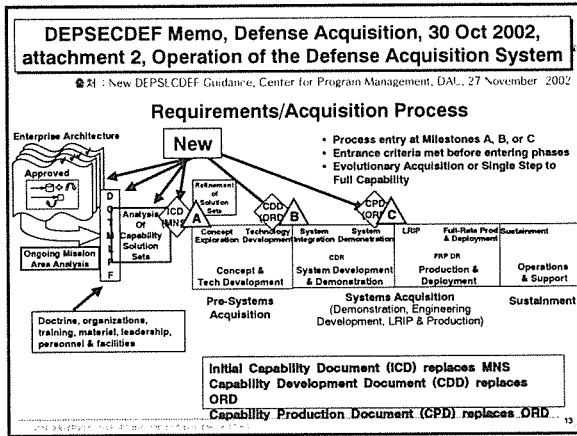 DEPSECDEF Memo, Defense Acquisition, 30 Oct 2002,
attachment 2, Operation of the Defense Acquisition System
출처 : New DEPSECDEF Guidance, Center for Program Management, DAU, 27 November 2002
Requirements/Acquisition Process
Enterprise Architecture
Approved
Ongoing Mission
Area Analysis
D
O
T
M
L
P
F
Doctrine, organizations,
training, material, leadership,
personnel & facilities
New
• Process entry at Milestones A, B, or C
• Entrance criteria met before entering phases
• Evolutionary Acquisition or Single Step to
Full Capability
Analysis
Of
Capability
Solution
Sets
ICD
(MNS
A
Refinement
of
Solution
Sets
CDD
(ORD
B
CPD
(ORD
C
Concept
Exploration
Technology
Development
System
Integration
System
Demonstration
LRIP
Full-Rate Prod
& Deployment
Sustainment
CDR
FRP DR
Concept &
Tech Development
System Development
& Demonstration
Production &
Deployment
Operations
& Support
Pre-Systems
Acquisition
Systems Acquisition
(Demonstration, Engineering
Development, LRIP & Production)
Sustainment
Initial Capability Document (ICD) replaces MNS
Capability Development Document (CDD) replaces
ORD
Capability Production Document (CPD) replaces ORD
13